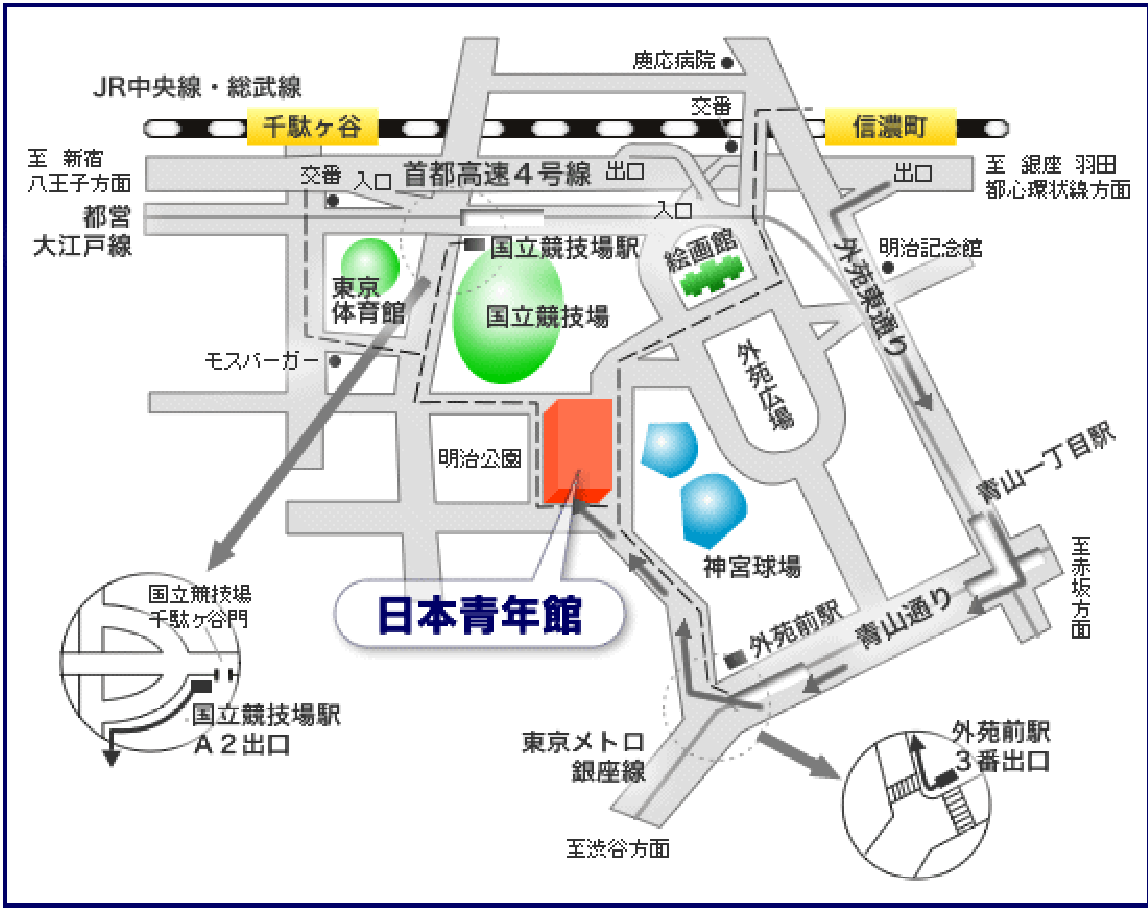 慶応病院
JR中央線・総武線
交番
千駄ヶ谷
信濃町
至 新宿
八王子方面
交番
入口
首都高速4号線
出口
出口
至 銀座 羽田
都心環状線方面
都営
大江戸線
入口
国立競技場駅
絵画館
外苑東通り
明治記念館
東京
体育館
国立競技場
モスバーガー
外苑広場
明治公園
青山一丁目駅
神宮球場
至赤坂方面
国立競技場
千駄ヶ谷門
日本青年館
外苑前駅
青山通り
国立競技場駅
A2出口
東京メトロ
銀座線
外苑前駅
3番出口
至渋谷方面